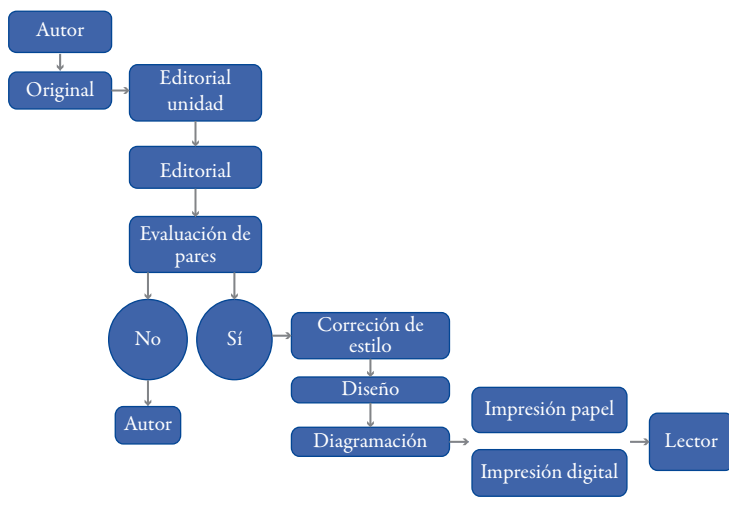 Autor
Original
Editorial
unidad
Editorial
Evaluación de
pares
No
Sí
Correción de
estilo
Autor
Diseño
Diagramación
Impresión papel
Impresión digital
Lector